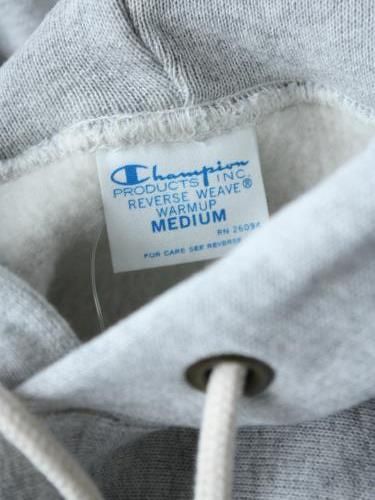 Champion
PRODUCTS INC.
REVERSE WEAVE®
WARMUP
MEDIUM
RN 26094
FOR CARE SEE REVERSE